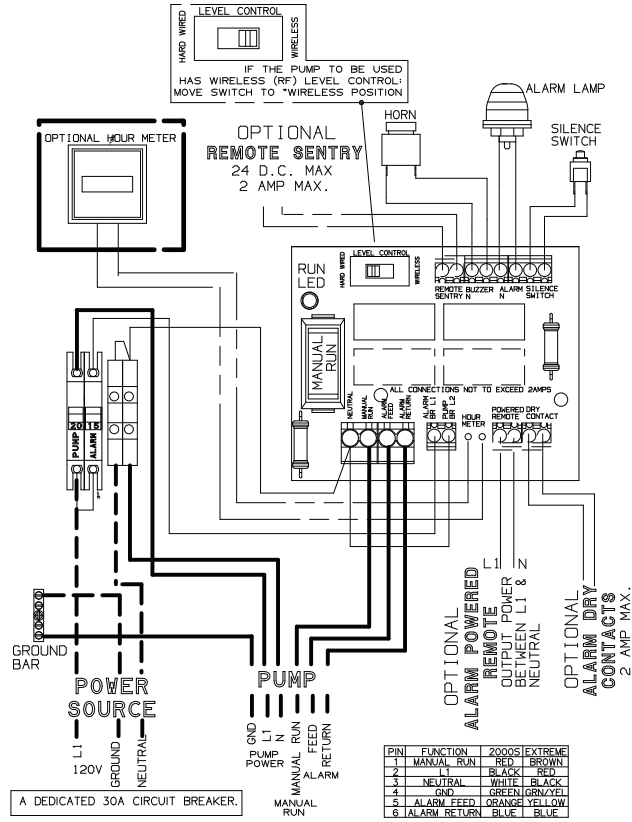 LEVEL CONTROL
HARD WIRED
WIRELESS
IF THE PUMP TO BE USED
HAS WIRELESS (RF) LEVEL CONTROL;
MOVE SWITCH TO "WIRELESS POSITION
ALARM LAMP
HORN
SILENCE
SWITCH
OPTIONAL HOUR METER
OPTIONAL
REMOTE SENTRY
24 D.C. MAX
2 AMP MAX.
RUN
LED
HARD WIRED
LEVEL CONTROL
WIRELESS
REMOTE BUZZER ALARM SILENCE
SENTRY N N SWITCH
MANUAL
RUN
ALL CONNECTIONS NOT TO EXCEED 2AMPS
NEUTRAL
MANUAL
RUN
ALARM
FEED
ALARM
RETURN
ALARM
BR L1
PUMP
BR L2
HOUR
METER
POWERED
REMOTE
DRY
CONTACT
20 15
PUMP
ALARM
GROUND
BAR
POWER
SOURCE
L1
120V
GROUND
NEUTRAL
PUMP
GND
L1
N
PUMP
POWER
MANUAL RUN
FEED
RETURN
ALARM
MANUAL
RUN
L1 N
OPTIONAL
ALARM POWERED
REMOTE
OUTPUT POWER
BETWEEN L1 &
NEUTRAL
OPTIONAL
ALARM DRY
CONTACTS
2 AMP MAX.
A DEDICATED 30A CIRCUIT BREAKER.
PIN FUNCTION 2000S EXTREME
1 MANUAL RUN RED BROWN
2 L1 BLACK RED
3 NEUTRAL WHITE BLACK
4 GND GREEN GRN/YEL
5 ALARM FEED ORANGE YELLOW
6 ALARM RETURN BLUE BLUE